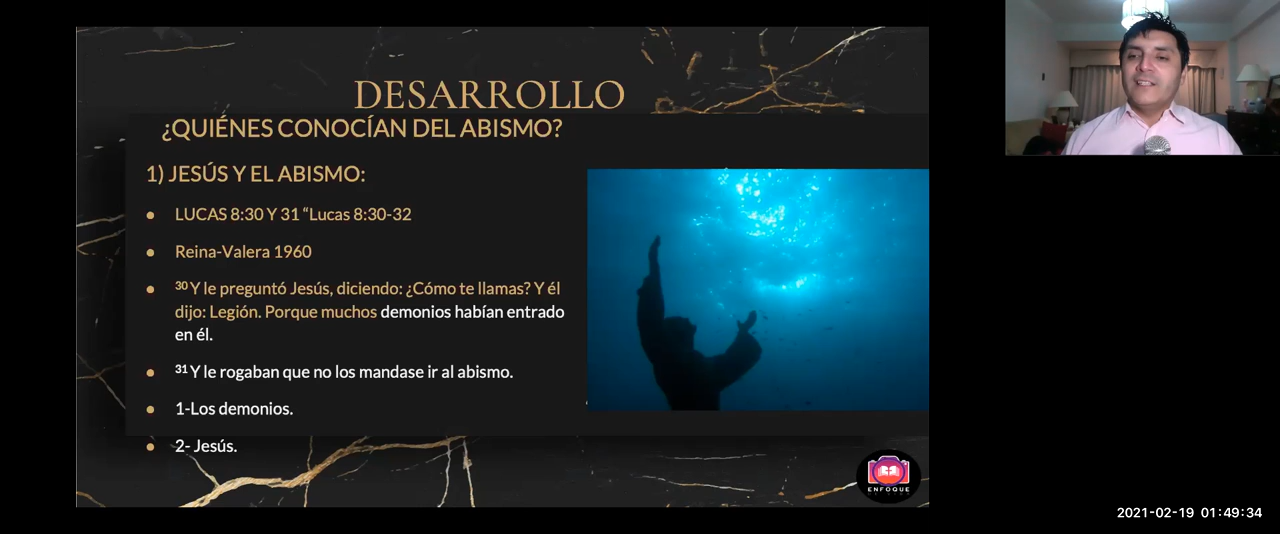 DESARROLLO
¿QUIÉNES CONOCÍAN DEL ABISMO?
1) JESÚS Y EL ABISMO:
LUCAS 8:30 Y 31 “Lucas 8:30-32
Reina-Valera 1960
³⁰ Y le preguntó Jesús, diciendo: ¿Cómo te llamas? Y él
dijo: Legión. Porque muchos demonios habían entrado
en él.
³¹ Y le rogaban que no los mandase ir al abismo.
1-Los demonios.
2- Jesús.
ENFOQUE
2021-02-19 01:49:34